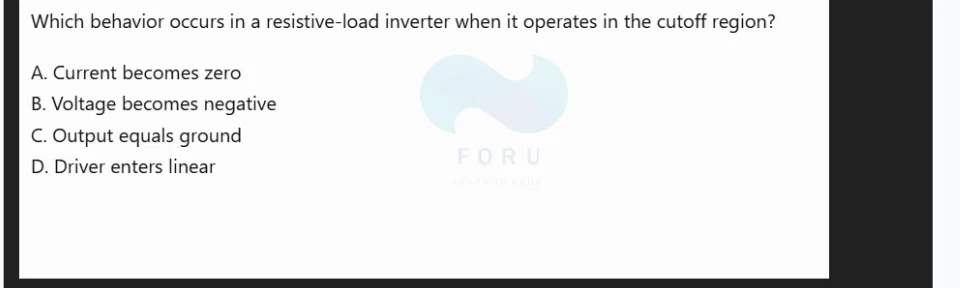 Which behavior occurs in a resistive-load inverter when it operates in the cutoff region?
A. Current becomes zero
B. Voltage becomes negative
C. Output equals ground
D. Driver enters linear
FORU